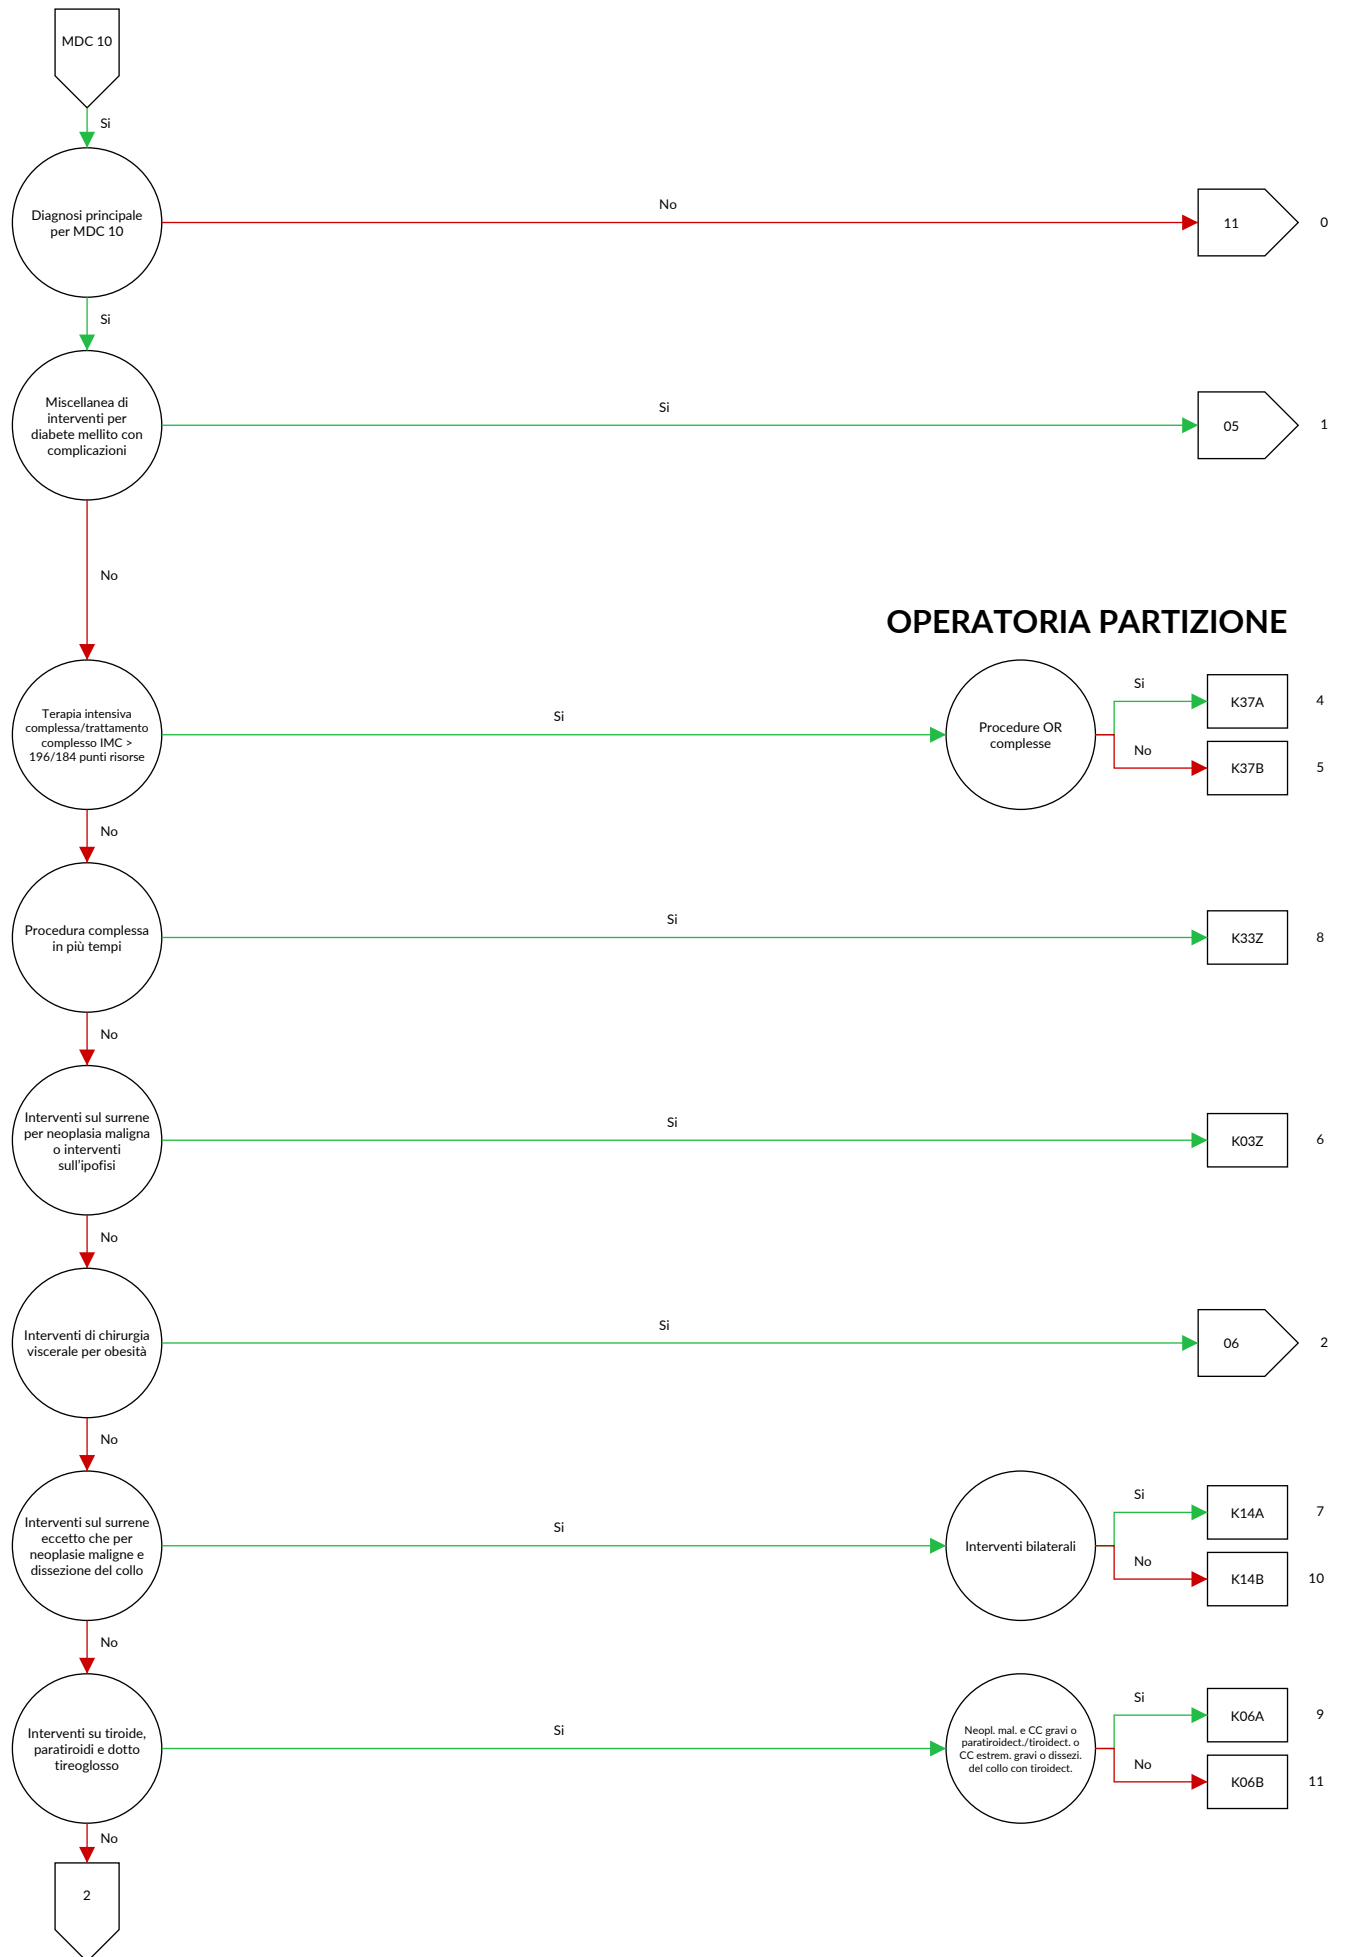 MDC 10
Si
Diagnosi principale
per MDC 10
No
11
0
Si
Miscellanea di
interventi per
diabete mellito con
complicazioni
Si
05
1
No
OPERATORIA PARTIZIONE
Terapia intensiva
complessa/trattamento
complesso IMC >
196/184 punti risorse
Si
Procedure OR
complesse
Si
K37A
4
No
K37B
5
No
Procedura complessa
in più tempi
Si
K33Z
8
No
Interventi sul surrene
per neoplasia maligna
o interventi
sull'ipofisi
Si
K03Z
6
No
Interventi di chirurgia
viscerale per obesità
Si
06
2
No
Interventi sul surrene
eccetto che per
neoplasie maligne e
dissezione del collo
Si
Interventi bilaterali
Si
K14A
7
No
K14B
10
No
Interventi su tiroide,
paratiroidi e dotto
tireoglosso
Si
Neopl. mal. e CC gravi o
paratiroidect./tiroidect. o
CC estrem. gravi o dissezi.
del collo con tiroidect.
Si
K06A
9
No
K06B
11
No
2